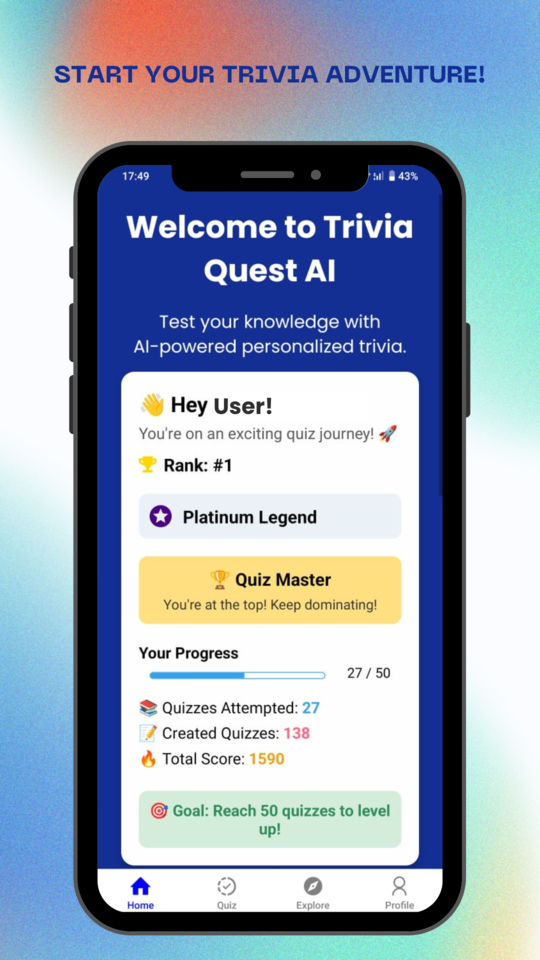 START YOUR TRIVIA ADVENTURE!
17:49
43%
Welcome to Trivia
Quest AI
Test your knowledge with
AI-powered personalized trivia.
👋 Hey User!
You're on an exciting quiz journey! 🚀
🏆 Rank: #1
Platinum Legend
🏆 Quiz Master
You're at the top! Keep dominating!
Your Progress
27 / 50
📚 Quizzes Attempted: 27
📝 Created Quizzes: 138
🔥 Total Score: 1590
🎯 Goal: Reach 50 quizzes to level
up!
Home Quiz Explore Profile